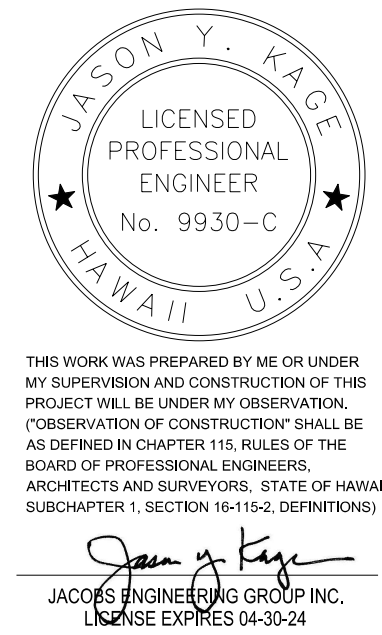 JASON Y. KAGE
LICENSED
PROFESSIONAL
ENGINEER
No. 9930-C
HAWAII U.S.A
THIS WORK WAS PREPARED BY ME OR UNDER
MY SUPERVISION AND CONSTRUCTION OF THIS
PROJECT WILL BE UNDER MY OBSERVATION.
("OBSERVATION OF CONSTRUCTION" SHALL BE
AS DEFINED IN CHAPTER 115, RULES OF THE
BOARD OF PROFESSIONAL ENGINEERS,
ARCHITECTS AND SURVEYORS, STATE OF HAWAI
SUBCHAPTER 1, SECTION 16-115-2, DEFINITIONS)
Jason Y Kage
JACOBS ENGINEERING GROUP INC.
LICENSE EXPIRES 04-30-24